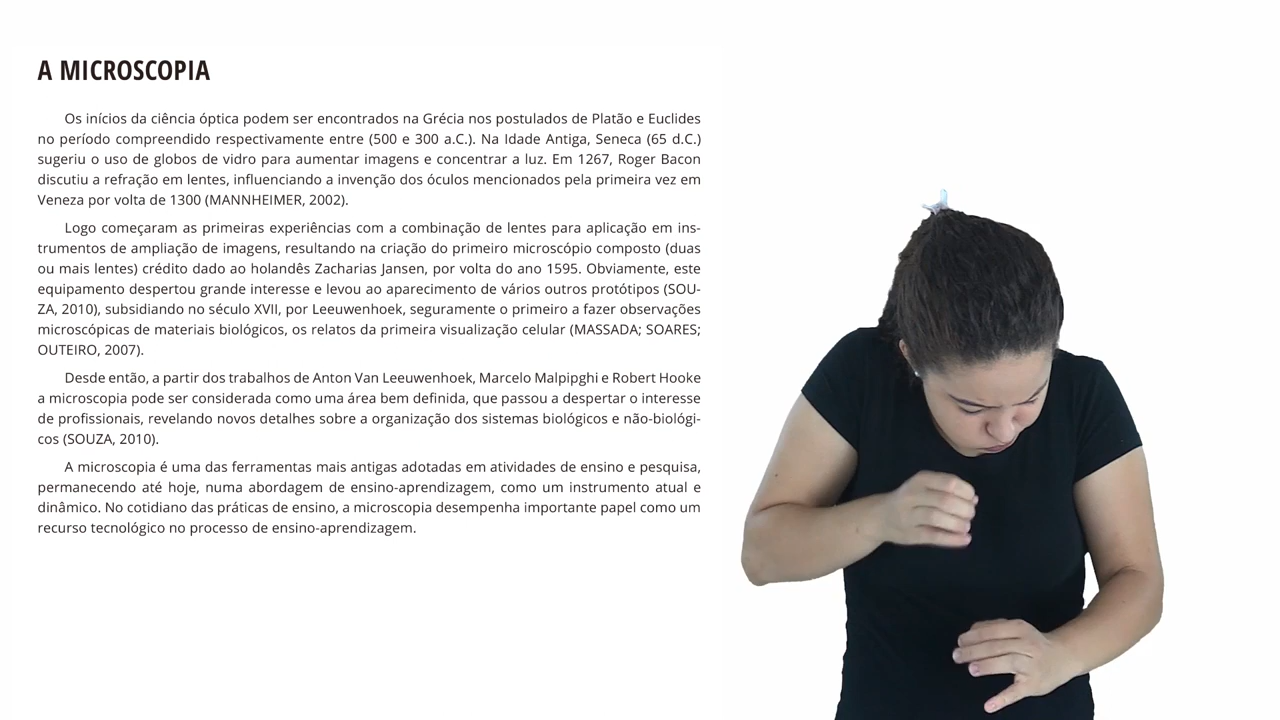 A MICROSCOPIA
Os inícios da ciência óptica podem ser encontrados na Grécia nos postulados de Platão e Euclides
no período compreendido respectivamente entre (500 e 300 a.C.). Na Idade Antiga, Seneca (65 d.C.)
sugeriu o uso de globos de vidro para aumentar imagens e concentrar a luz. Em 1267, Roger Bacon
discutiu a refração em lentes, influenciando a invenção dos óculos mencionados pela primeira vez em
Veneza por volta de 1300 (MANNHEIMER, 2002).
Logo começaram as primeiras experiências com a combinação de lentes para aplicação em ins-
trumentos de ampliação de imagens, resultando na criação do primeiro microscópio composto (duas
ou mais lentes) crédito dado ao holandês Zacharias Jansen, por volta do ano 1595. Obviamente, este
equipamento despertou grande interesse e levou ao aparecimento de vários outros protótipos (SOU-
ZA, 2010), subsidiando no século XVII, por Leeuwenhoek, seguramente o primeiro a fazer observações
microscópicas de materiais biológicos, os relatos da primeira visualização celular (MASSADA; SOARES;
OUTEIRO, 2007).
Desde então, a partir dos trabalhos de Anton Van Leeuwenhoek, Marcelo Malpipghi e Robert Hooke
a microscopia pode ser considerada como uma área bem definida, que passou a despertar o interesse
de profissionais, revelando novos detalhes sobre a organização dos sistemas biológicos e não-biológi-
cos (SOUZA, 2010).
A microscopia é uma das ferramentas mais antigas adotadas em atividades de ensino e pesquisa,
permanecendo até hoje, numa abordagem de ensino-aprendizagem, como um instrumento atual e
dinâmico. No cotidiano das práticas de ensino, a microscopia desempenha importante papel como um
recurso tecnológico no processo de ensino-aprendizagem.